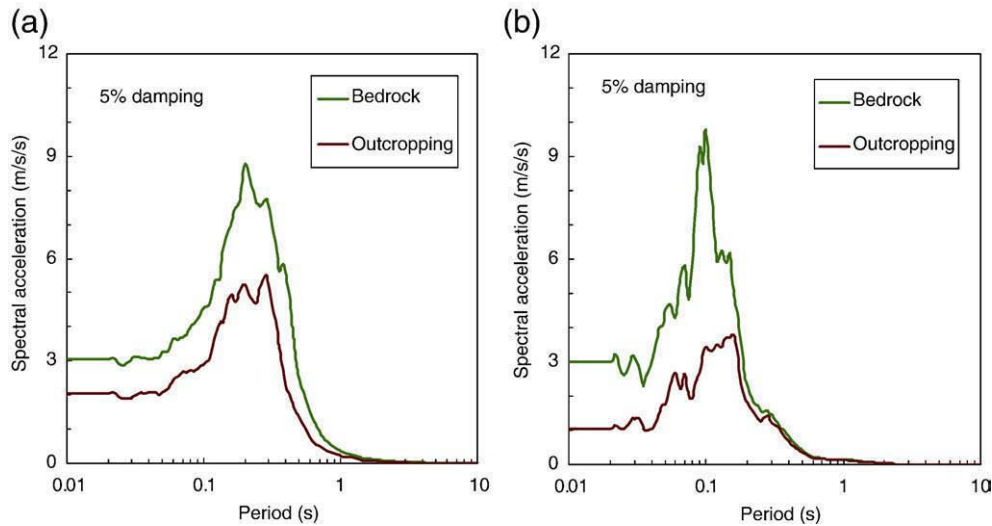 (a)
12
5% damping
Bedrock
Outcropping
9
6
3
0
Spectral acceleration (m/s/s)
0.01
0.1
1
10
Period (s)
(b)
12
5% damping
Bedrock
Outcropping
9
6
3
0
Spectral acceleration (m/s/s)
0.01
0.1
1
10
Period (s)